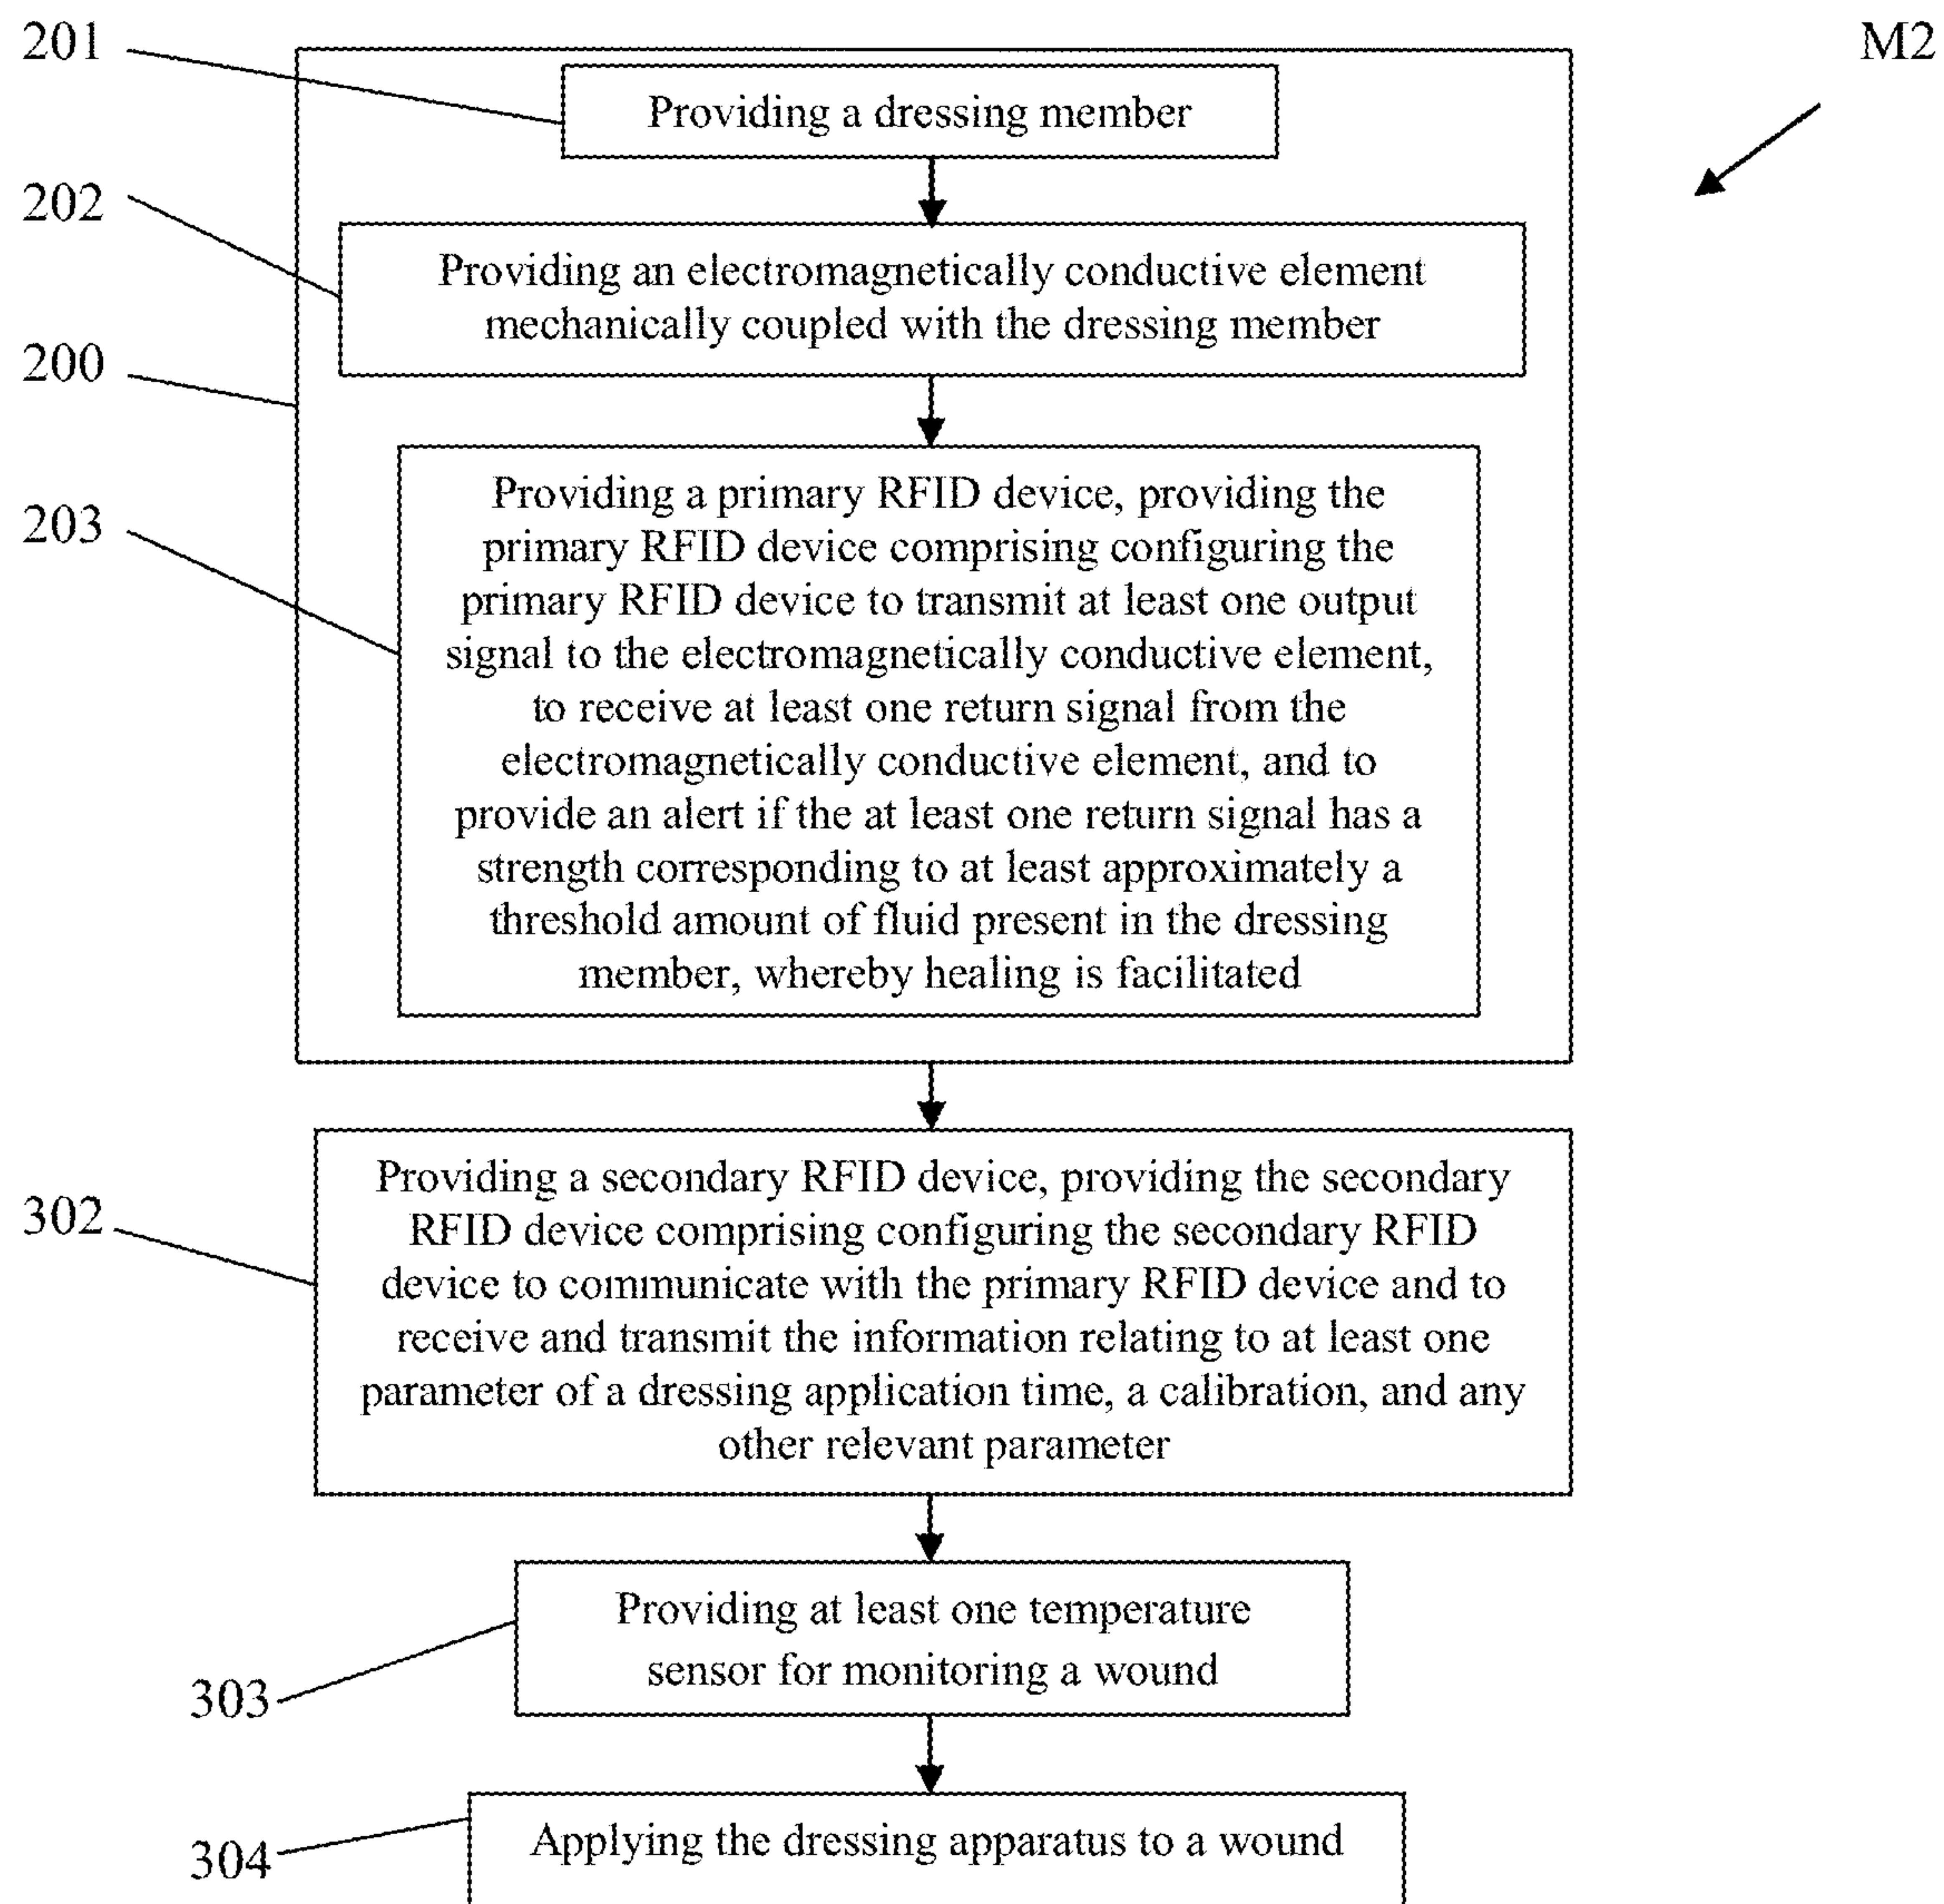 201
M2
Providing a dressing member
202
Providing an electromagnetically conductive element
mechanically coupled with the dressing member
200
203
Providing a primary RFID device, providing the
primary RFID device comprising configuring the
primary RFID device to transmit at least one output
signal to the electromagnetically conductive element,
to receive at least one return signal from the
electromagnetically conductive element, and to
provide an alert if the at least one return signal has a
strength corresponding to at least approximately a
threshold amount of fluid present in the dressing
member, whereby healing is facilitated
302
Providing a secondary RFID device, providing the secondary
RFID device comprising configuring the secondary RFID
device to communicate with the primary RFID device and to
receive and transmit the information relating to at least one
parameter of a dressing application time, a calibration, and any
other relevant parameter
303
Providing at least one temperature
sensor for monitoring a wound
304
Applying the dressing apparatus to a wound